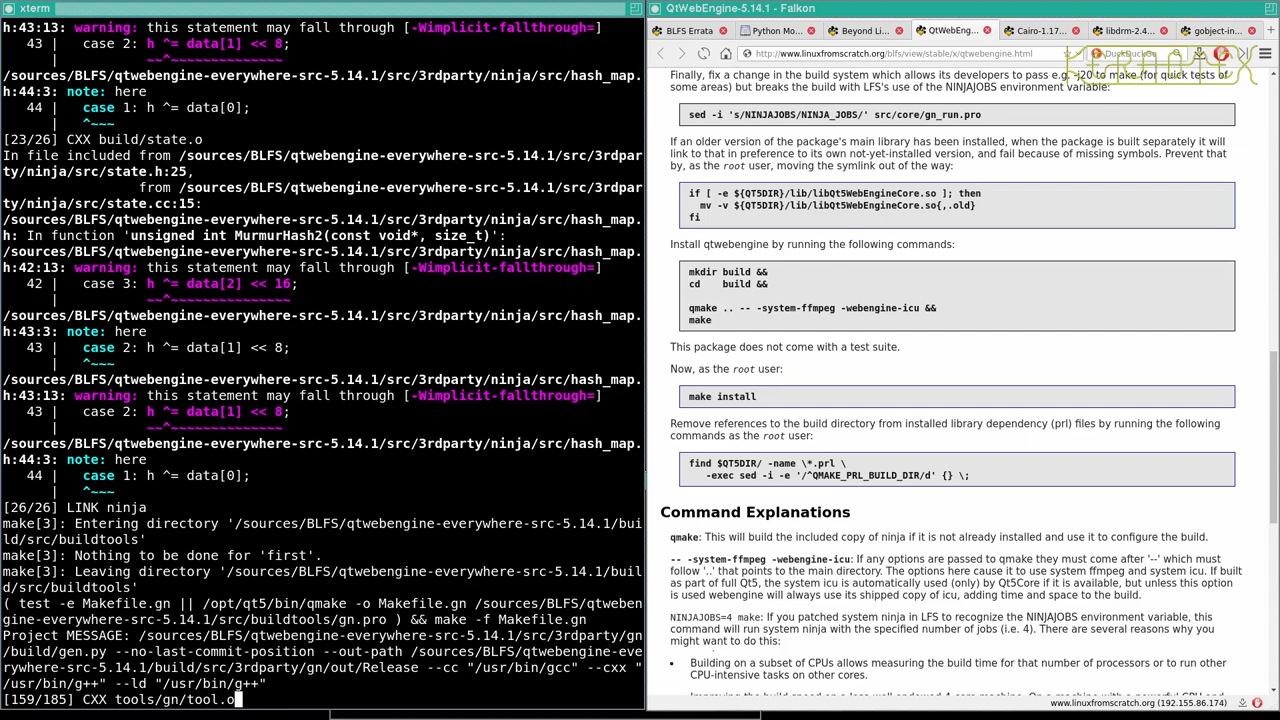 xterm
h:43:13: warning: this statement may fall through [-Wimplicit-fallthrough=]
43 | case 2: h ^= data[1] << 8;
| ~~^~~~~~~~~~~~~~~
/sources/BLFS/qtwebengine-everywhere-src-5.14.1/src/3rdparty/ninja/src/hash_map.
h:44:3: note: here
44 | case 1: h ^= data[0];
| ^~~~
[23/26] CXX build/state.o
In file included from /sources/BLFS/qtwebengine-everywhere-src-5.14.1/src/3rdpar
ty/ninja/src/state.h:25,
from /sources/BLFS/qtwebengine-everywhere-src-5.14.1/src/3rdpar
ty/ninja/src/state.cc:15:
/sources/BLFS/qtwebengine-everywhere-src-5.14.1/src/3rdparty/ninja/src/hash_map.
h: In function 'unsigned int MurmurHash2(const void*, size_t)':
/sources/BLFS/qtwebengine-everywhere-src-5.14.1/src/3rdparty/ninja/src/hash_map.
h:42:13: warning: this statement may fall through [-Wimplicit-fallthrough=]
42 | case 3: h ^= data[2] << 16;
| ~~^~~~~~~~~~~~~~~~
/sources/BLFS/qtwebengine-everywhere-src-5.14.1/src/3rdparty/ninja/src/hash_map.
h:43:3: note: here
43 | case 2: h ^= data[1] << 8;
| ^~~~
/sources/BLFS/qtwebengine-everywhere-src-5.14.1/src/3rdparty/ninja/src/hash_map.
h:43:13: warning: this statement may fall through [-Wimplicit-fallthrough=]
43 | case 2: h ^= data[1] << 8;
| ~~^~~~~~~~~~~~~~~
/sources/BLFS/qtwebengine-everywhere-src-5.14.1/src/3rdparty/ninja/src/hash_map.
h:44:3: note: here
44 | case 1: h ^= data[0];
| ^~~~
[26/26] LINK ninja
make[3]: Entering directory '/sources/BLFS/qtwebengine-everywhere-src-5.14.1/bui
ld/src/buildtools'
make[3]: Nothing to be done for 'first'.
make[3]: Leaving directory '/sources/BLFS/qtwebengine-everywhere-src-5.14.1/buil
d/src/buildtools'
( test -e Makefile.gn || /opt/qt5/bin/qmake -o Makefile.gn /sources/BLFS/qtweben
gine-everywhere-src-5.14.1/src/buildtools/gn.pro ) && make -f Makefile.gn
Project MESSAGE: /sources/BLFS/qtwebengine-everywhere-src-5.14.1/src/3rdparty/gn
/build/gen.py --no-last-commit-position --out-path /sources/BLFS/qtwebengine-eve
rywhere-src-5.14.1/build/src/3rdparty/gn/out/Release --cc "/usr/bin/gcc" --cxx "
/usr/bin/g++" --ld "/usr/bin/g++"
[159/185] CXX tools/gn/tool.o
QtWebEngine-5.14.1 - Falkon
BLFS Errata
Python Mo...
Beyond Li...
QtWebEng...
Cairo-1.17...
libdrm-2.4...
gobject-in...
http://www.linuxfromscratch.org/blfs/view/stable/x/qtwebengine.html
DuckDuckGo
Finally, fix a change in the build system which allows its developers to pass e.g. -j20 to make (for quick tests of
some areas) but breaks the build with LFS's use of the NINJAJOBS environment variable:
sed -i 's/NINJAJOBS/NINJA_JOBS/' src/core/gn_run.pro
If an older version of the package's main library has been installed, when the package is built separately it will
link to that in preference to its own not-yet-installed version, and fail because of missing symbols. Prevent that
by, as the root user, moving the symlink out of the way:
if [ -e ${QT5DIR}/lib/libQt5WebEngineCore.so ]; then
mv -v ${QT5DIR}/lib/libQt5WebEngineCore.so{,.old}
fi
Install qtwebengine by running the following commands:
mkdir build &&
cd build &&
qmake .. -- -system-ffmpeg -webengine-icu &&
make
This package does not come with a test suite.
Now, as the root user:
make install
Remove references to the build directory from installed library dependency (prl) files by running the following
commands as the root user:
find $QT5DIR/ -name \*.prl \
-exec sed -i -e '/^QMAKE_PRL_BUILD_DIR/d' {} \;
Command Explanations
qmake: This will build the included copy of ninja if it is not already installed and use it to configure the build.
-- -system-ffmpeg -webengine-icu: If any options are passed to qmake they must come after '--' which must
follow '..' that points to the main directory. The options here cause it to use system ffmpeg and system icu. If built
as part of full Qt5, the system icu is automatically used (only) by Qt5Core if it is available, but unless this option
is used webengine will always use its shipped copy of icu, adding time and space to the build.
NINJAJOBS=4 make: If you patched system ninja in LFS to recognize the NINJAJOBS environment variable, this
command will run system ninja with the specified number of jobs (i.e. 4). There are several reasons why you
might want to do this:
• Building on a subset of CPUs allows measuring the build time for that number of processors or to run other
CPU-intensive tasks on other cores.
www.linuxfromscratch.org (192.155.86.174)